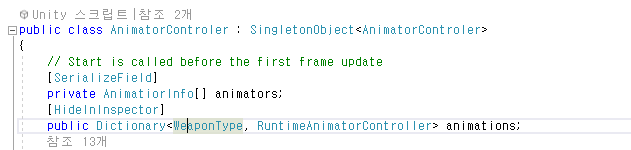 Unity 스크립트|참조 2개
public class AnimatorControler : SingletonObject<AnimatorControler>
{
// Start is called before the first frame update
[SerializeField]
private AnimatiorInfo[] animators;
[HideInInspector]
public Dictionary<WeaponType, RuntimeAnimatorController> animations;
참조 13개